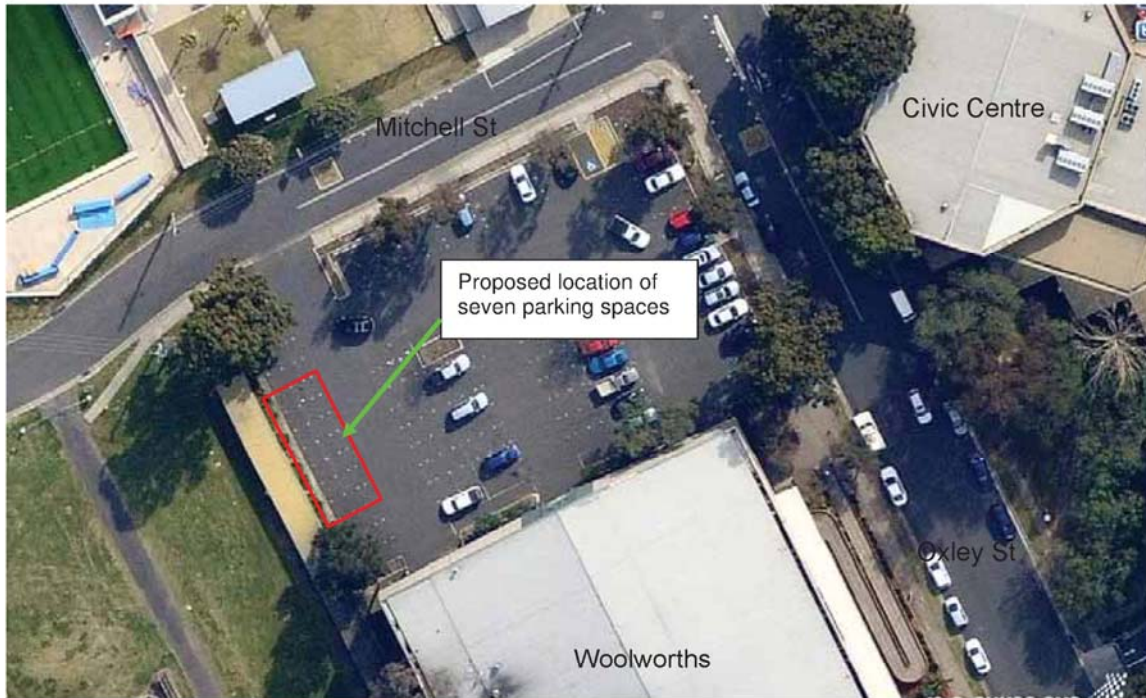 Civic Centre
Mitchell St
Proposed location of
seven parking spaces
Oxley St
Woolworths